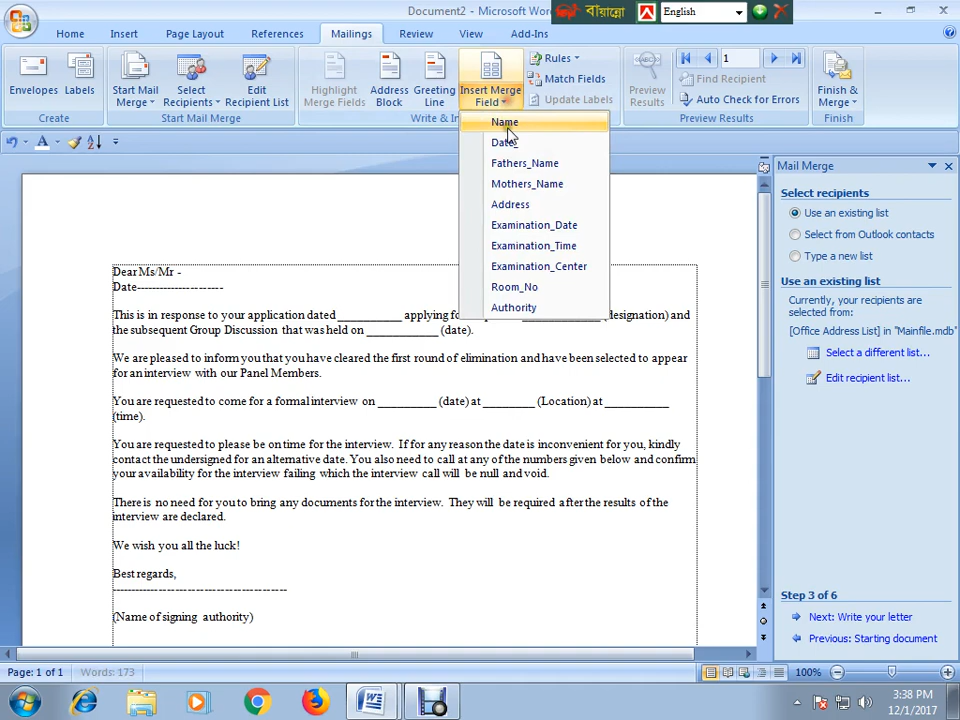 Document2 - Microsoft Wor
বায়ান্নো
English
Home
Insert
Page Layout
References
Mailings
Review
View
Add-Ins
Envelopes
Labels
Start Mail
Merge
Select
Recipients
Edit
Recipient List
Highlight
Merge Fields
Address
Block
Greeting
Line
Insert Merge
Field
Rules
Match Fields
Update Labels
Preview
Results
1
Find Recipient
Auto Check for Errors
Finish &
Merge
Create
Start Mail Merge
Write & In
Preview Results
Finish
Name
Date
Fathers_Name
Mothers_Name
Address
Examination_Date
Examination_Time
Examination_Center
Room_No
Authority
Dear Ms/Mr -
Date----------------------
This is in response to your application dated __________ applying fo (designation) and
the subsequent Group Discussion that was held on ___________ (date).
We are pleased to inform you that you have cleared the first round of elimination and have been selected to appear
for an interview with our Panel Members.
You are requested to come for a formal interview on _________ (date) at ________ (Location) at __________
(time).
You are requested to please be on time for the interview. If for any reason the date is inconvenient for you, kindly
contact the undersigned for an alternative date. You also need to call at any of the numbers given below and confirm
your availability for the interview failing which the interview call will be null and void.
There is no need for you to bring any documents for the interview. They will be required after the results of the
interview are declared.
We wish you all the luck!
Best regards,
--------------------------------------------
(Name of signing authority)
Mail Merge
Select recipients
Use an existing list
Select from Outlook contacts
Type a new list
Use an existing list
Currently, your
recipients are
selected from:
[Office Address List] in "Mainfile.mdb"
Select a different list...
Edit recipient list...
Step 3 of 6
Next: Write your letter
Previous: Starting document
Page: 1 of 1
Words: 173
100%
3:38 PM
12/1/2017